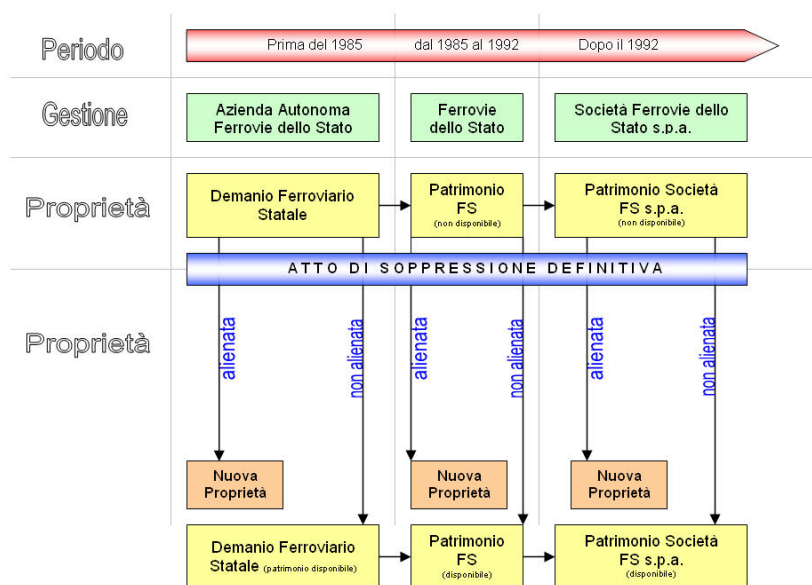 Periodo
Prima del 1985
dal 1985 al 1992
Dopo il 1992
Gestione
Azienda Autonoma
Ferrovie dello Stato
Ferrovie
dello Stato
Società Ferrovie dello
Stato s.p.a.
Proprietà
Demanio Ferroviario
Statale
Patrimonio
FS
(non disponibile)
Patrimonio Società
FS s.p.a.
(non disponibile)
ATTO DI SOPPRESSIONE DEFINITIVA
Proprietà
alienata
non alienata
alienata
non alienata
alienata
non alienata
Nuova
Proprietà
Nuova
Proprietà
Nuova
Proprietà
Demanio Ferroviario
Statale (patrimonio disponibile)
Patrimonio
FS
(disponibile)
Patrimonio Società
FS s.p.a.
(disponibile)